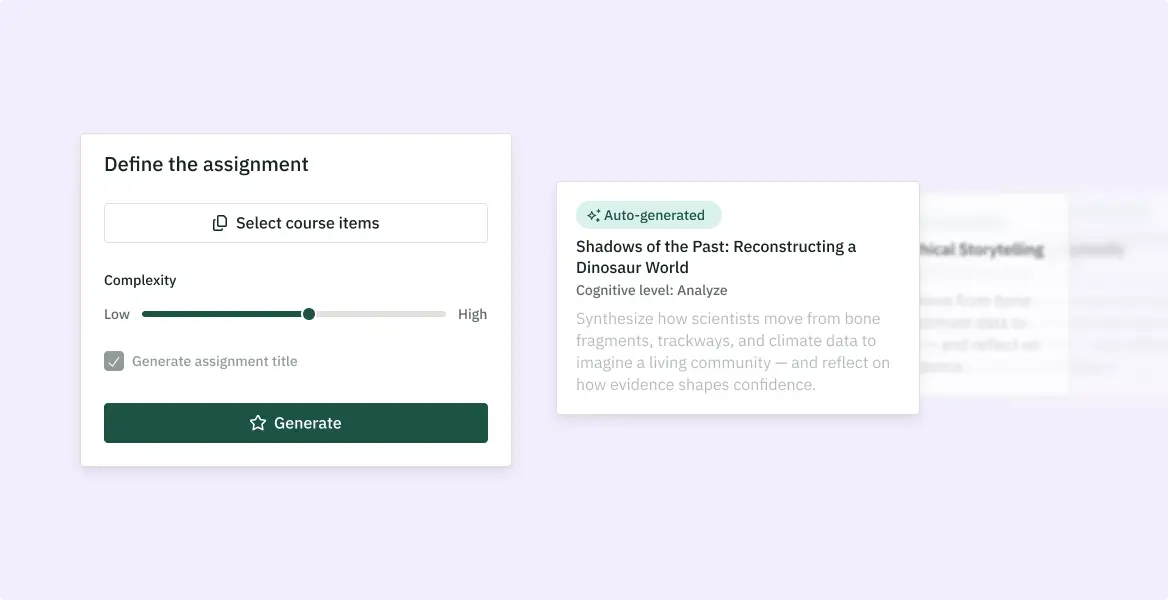 Define the assignment
Select course items
Complexity
Low
High
Generate assignment title
Generate
Auto-generated
Shadows of the Past: Reconstructing a
Dinosaur World
Cognitive level: Analyze
Synthesize how scientists move from bone
fragments, trackways, and climate data to
imagine a living community — and reflect on
how evidence shapes confidence.
Storytelling